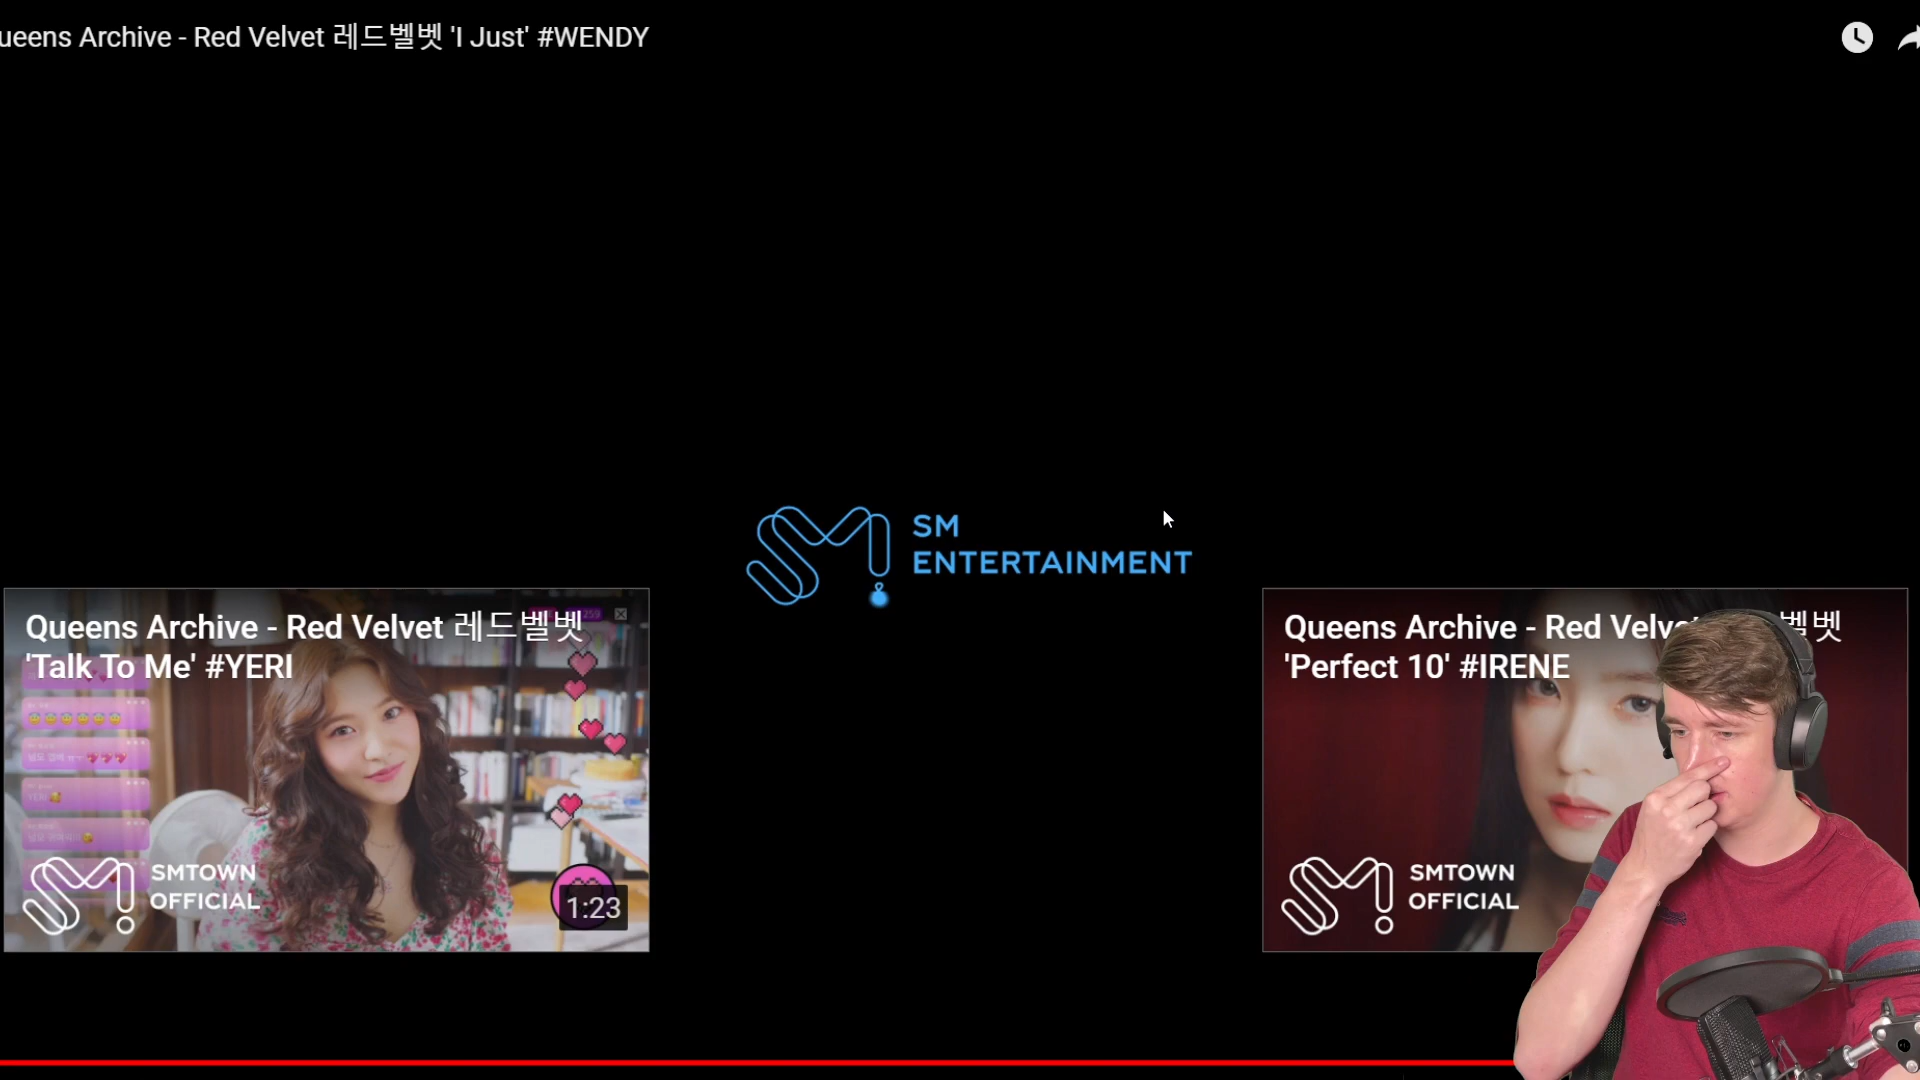 ueens Archive - Red Velvet 레드벨벳 'I Just' #WENDY
SM
ENTERTAINMENT
Queens Archive - Red Velvet 레드벨벳
'Talk To Me' #YERI
SMTOWN
OFFICIAL
1:23
Queens Archive - Red Velv 벨벳
'Perfect 10' #IRENE
SMTOWN
OFFICIAL